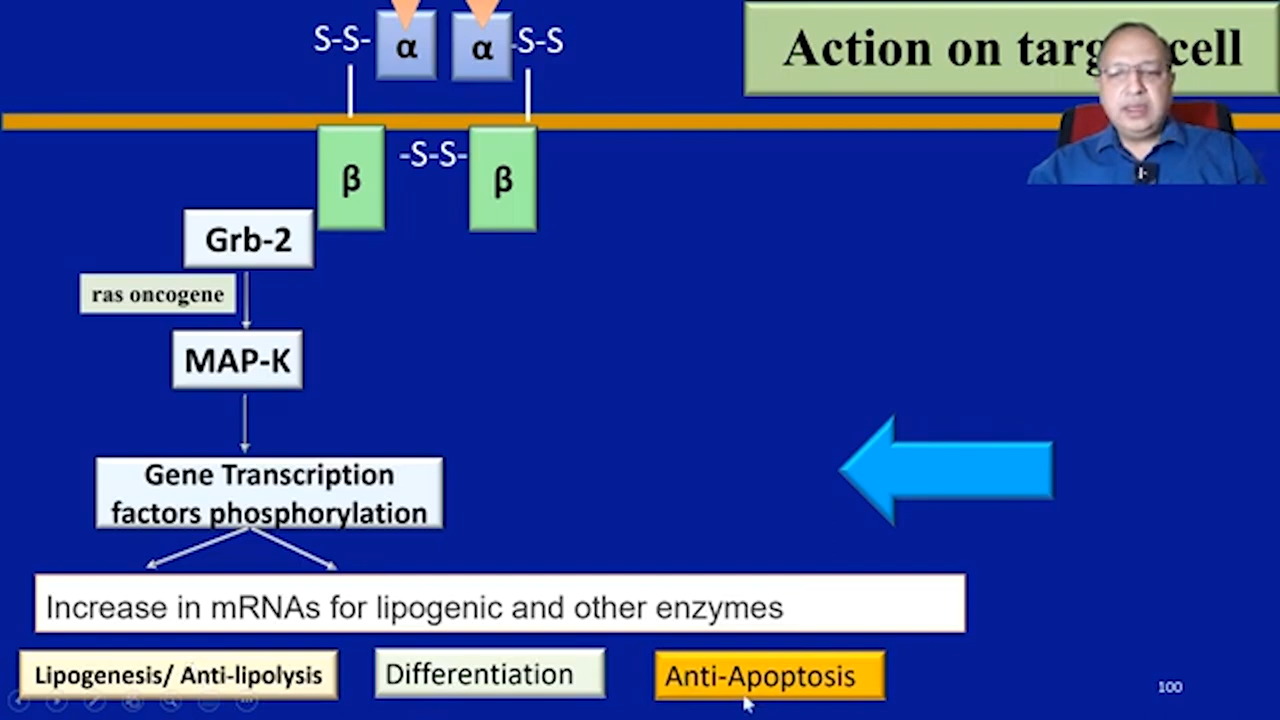 S-S- α α -S-S
Action on target cell
β -S-S- β
Grb-2
ras oncogene
MAP-K
Gene Transcription
factors phosphorylation
Increase in mRNAs for lipogenic and other enzymes
Lipogenesis/ Anti-lipolysis
Differentiation
Anti-Apoptosis
100